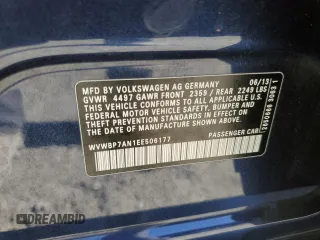 MFD BY VOLKSWAGEN AG GERMANY 06/13
GVWR 4497 GAWR FRONT 2359 / REAR 2249 LBS
THIS VEHICLE CONFORMS TO ALL APPLICABLE U.S.
FEDERAL MOTOR VEHICLE SAFETY, BUMPER AND
THEFT PREVENTION STANDARDS IN EFFECT ON THE
DATE OF MANUFACTURE SHOWN ABOVE
WVWBP7AN1EE506177 PASSENGER CAR
DREAMBID